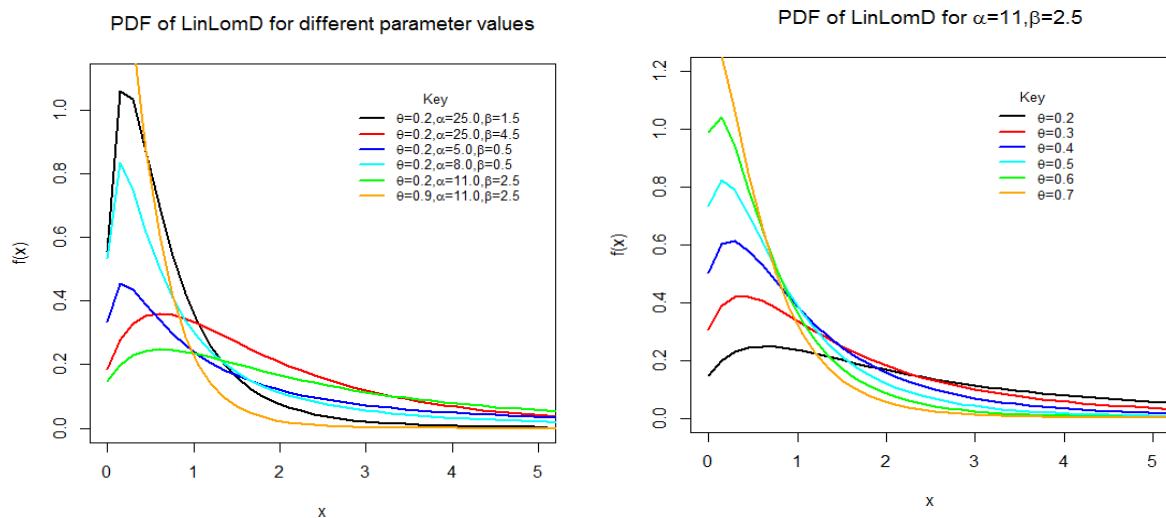 PDF of LinLomD for different parameter values
Key
θ=0.2,α=25.0,β=1.5
θ=0.2,α=25.0,β=4.5
θ=0.2,α=5.0,β=0.5
θ=0.2,α=8.0,β=0.5
θ=0.2,α=11.0,β=2.5
θ=0.9,α=11.0,β=2.5
f(x)
0.0 0.2 0.4 0.6 0.8 1.0
0 1 2 3 4 5
x
PDF of LinLomD for α=11,β=2.5
Key
θ=0.2
θ=0.3
θ=0.4
θ=0.5
θ=0.6
θ=0.7
f(x)
0.0 0.2 0.4 0.6 0.8 1.0 1.2
0 1 2 3 4 5
x